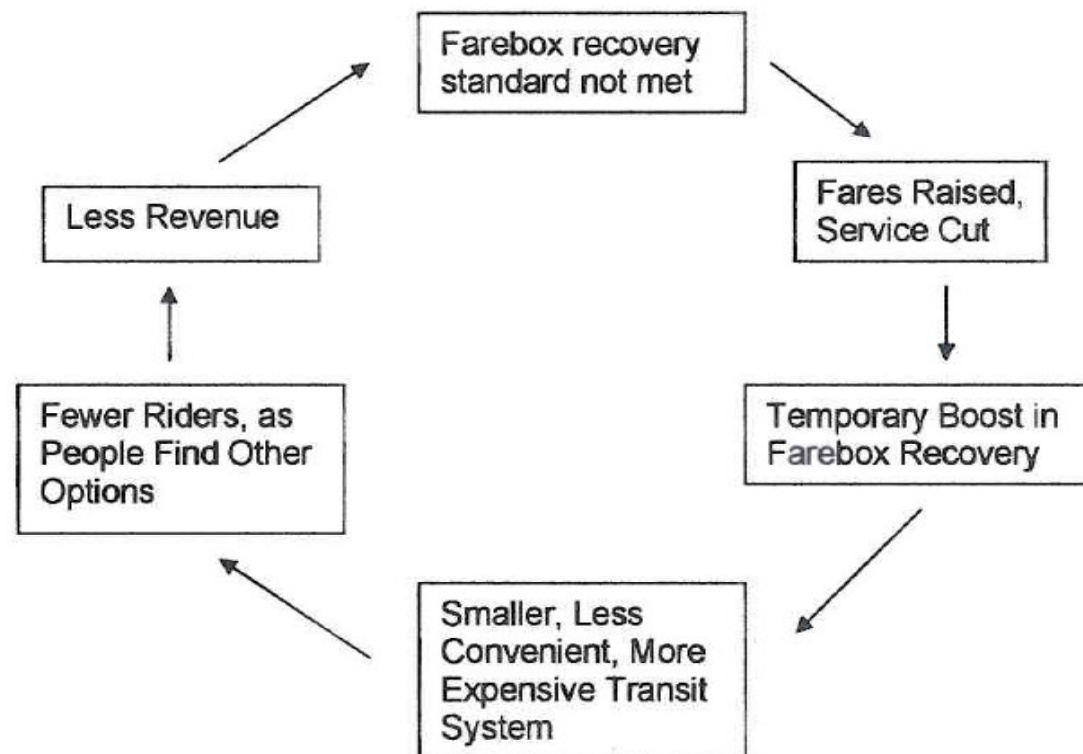 Farebox recovery
standard not met
Fares Raised,
Service Cut
Temporary Boost in
Farebox Recovery
Smaller, Less
Convenient, More
Expensive Transit
System
Fewer Riders, as
People Find Other
Options
Less Revenue